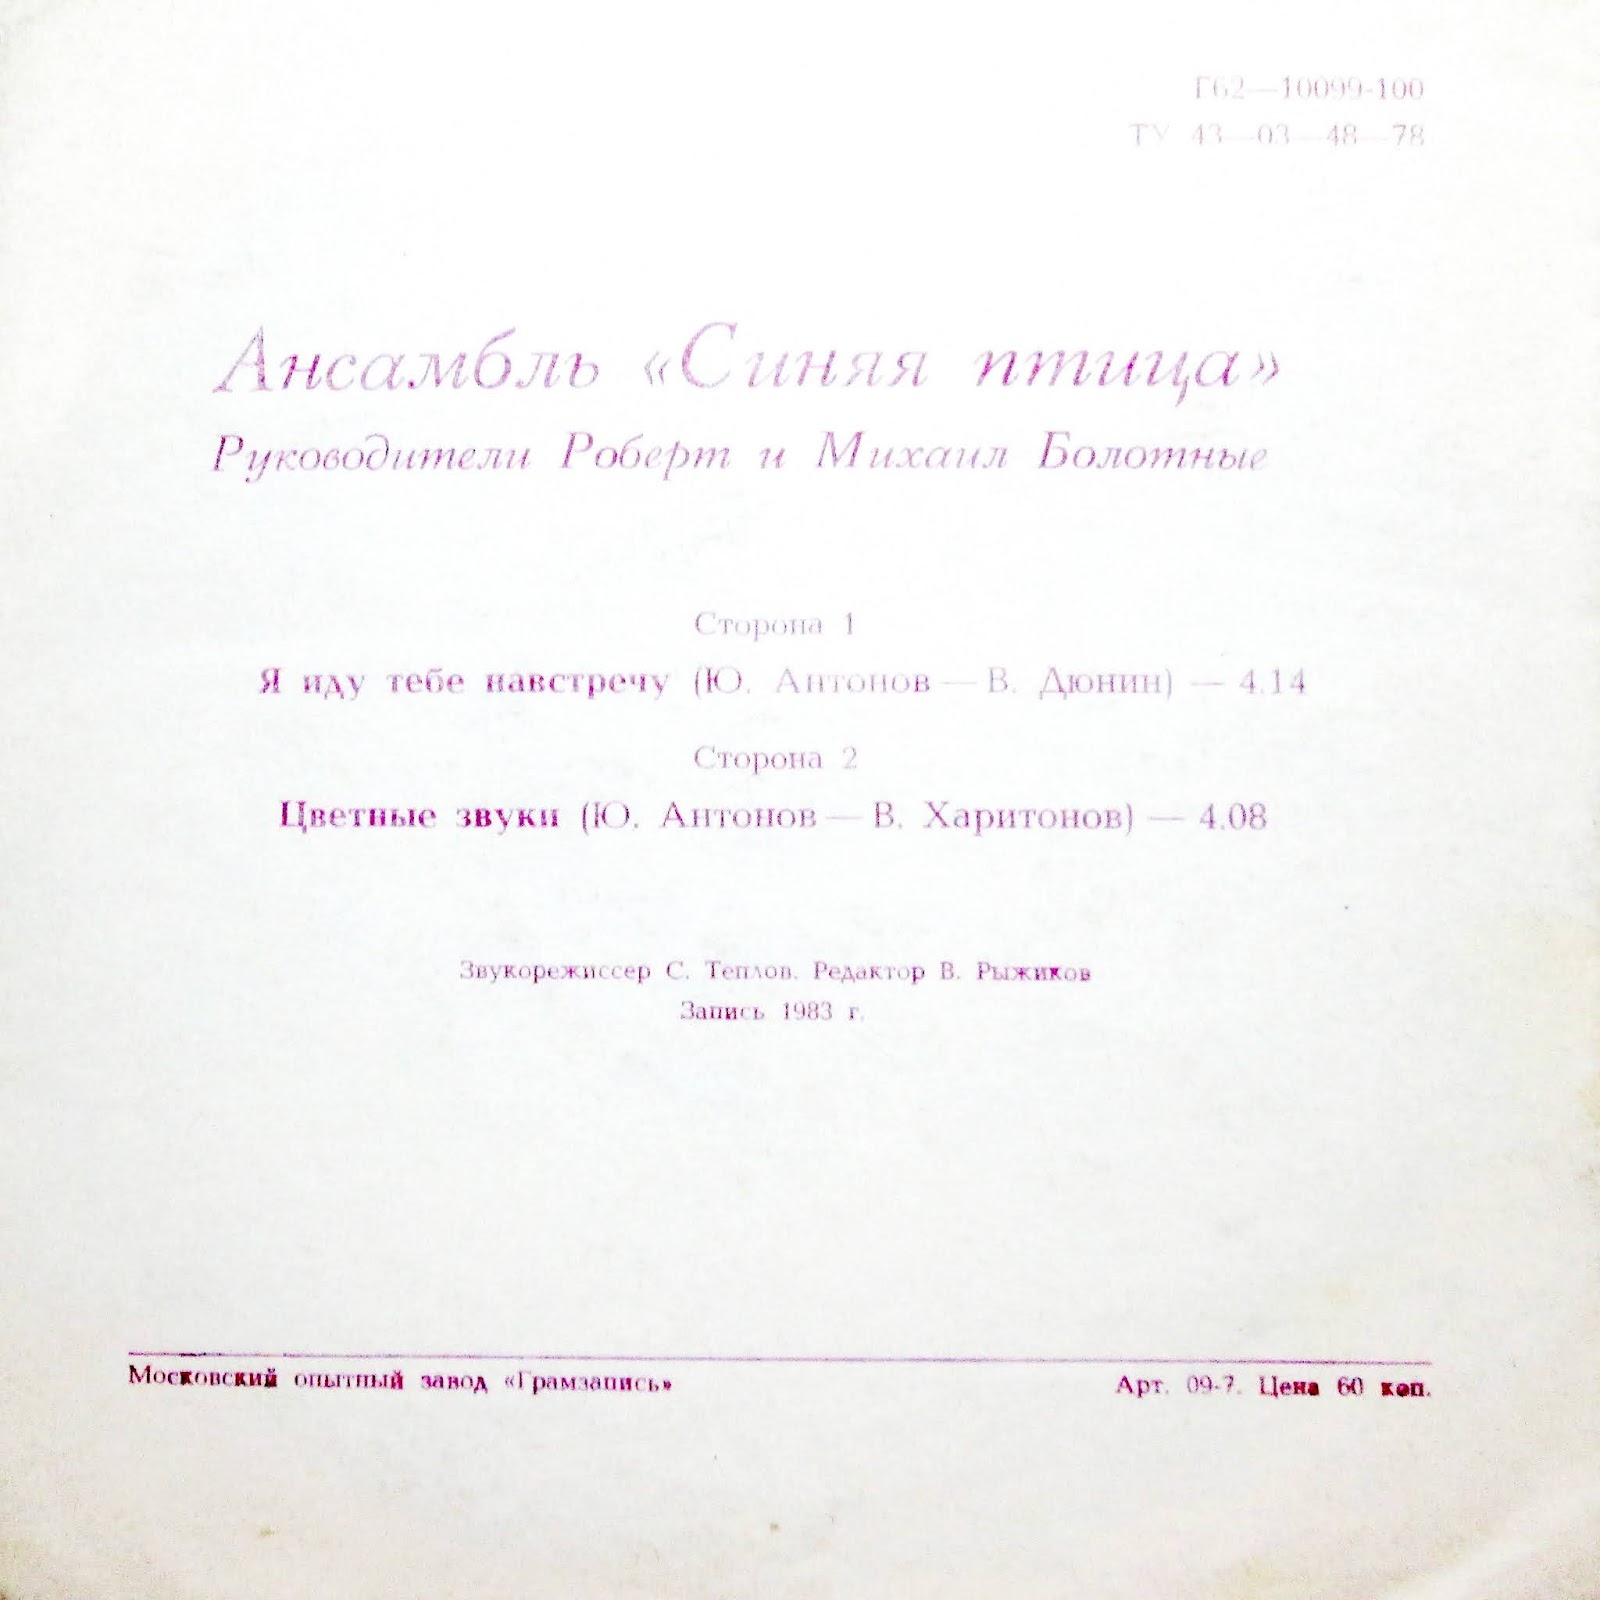 Г62—10099-100
ТУ 43—03—48—78
Ансамбль «Синяя птица»
Руководители Роберт и Михаил Болотные
Сторона 1
Я иду тебе навстречу (Ю. Антонов — В. Дюнин) — 4.14
Сторона 2
Цветные звуки (Ю. Антонов — В. Харитонов) — 4.08
Звукорежиссер С. Теплов. Редактор В. Рыжиков
Запись 1983 г.
Московский опытный завод «Грамзапись»
Арт. 09-7. Цена 60 коп.